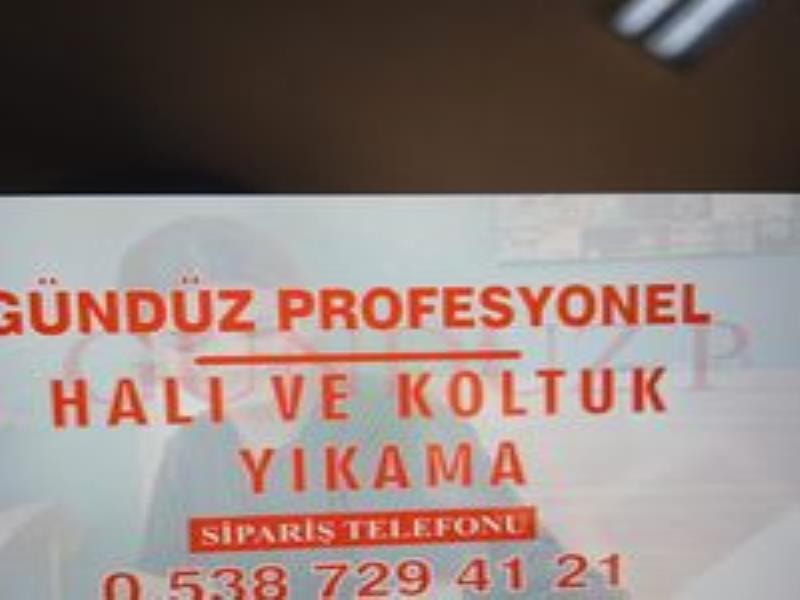 GÜNDÜZ PROFESYONEL
HALI VE KOLTUK
YIKAMA
SİPARİŞ TELEFONU
0 538 729 41 21